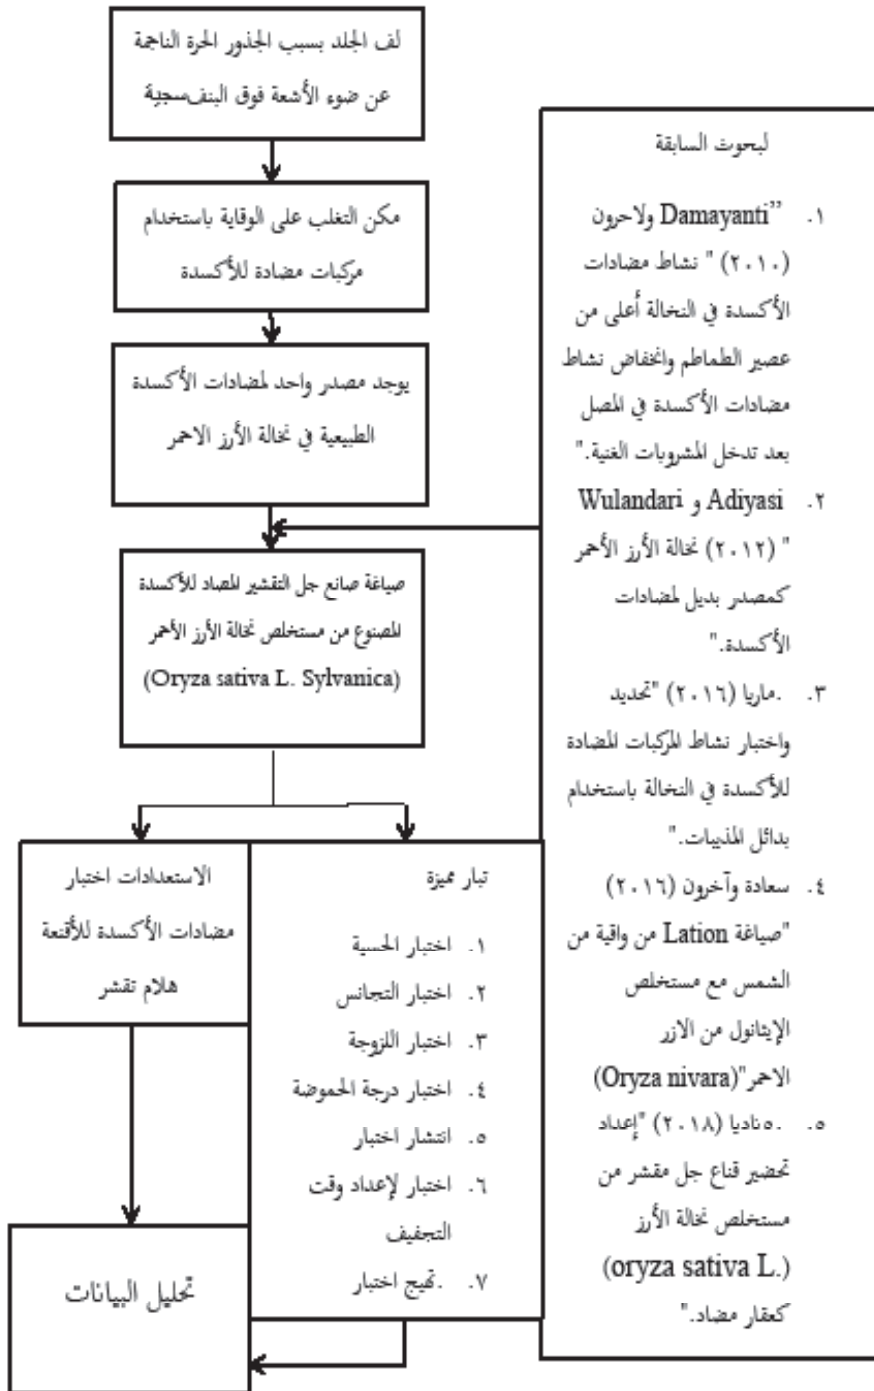 لف الجلد بسبب الجذور الحرة الناجمة
عن ضوء الأشعة فوق البنفسجية
مكن التغلب على الوقاية باستخدام
مركبات مضادة للأكسدة
يوجد مصدر واحد لمضادات الأكسدة
الطبيعية في نخالة الأرز الاحمر
صياغة صانع جل التقشير المصاد للأكسدة
المصنوع من مستخلص نخالة الأرز الأحمر
(Oryza sativa L. Sylvanica)
لبحوث السابقة
١. "Damayanti ولاحرون
(٢٠١٠) " نشاط مضادات
الأكسدة في النخالة أعلى من
عصير الطماطم وانخفاض نشاط
مضادات الأكسدة في المصل
بعد تدخل المشروبات الغنية."
٢. Adiyasi و Wulandari
" (٢٠١٢) نخالة الأرز الأحمر
كمصدر بديل لمضادات
الأكسدة."
٣. .ماريا (٢٠١٦) "تحديد
واختبار نشاط المركبات المضادة
للأكسدة في النخالة باستخدام
بدائل المذيبات."
٤. سعادة وآخرون (٢٠١٦)
"صياغة Lation من واقية من
الشمس مع مستخلص
الإيثانول من الازر
الاحمر"(Oryza nivara)
٥. .٥ناديا (٢٠١٨) "إعداد
تحضير قناع جل مقشر من
مستخلص نخالة الأرز
(oryza sativa L.)
كعقار مضاد."
تبار مميزة
١. اختبار الحسية
٢. اختبار التجانس
٣. اختبار اللزوجة
٤. اختبار درجة الحموضة
٥. انتشار اختبار
٦. اختبار لإعداد وقت
التجفيف
٧. .تهيج اختبار
الاستعدادات اختبار
مضادات الأكسدة للأقنعة
هلام تقشر
تحليل البيانات